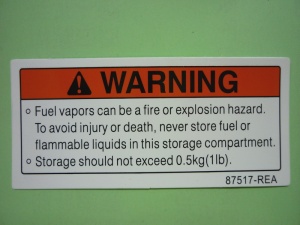 WARNING
◦ Fuel vapors can be a fire or explosion hazard.
To avoid injury or death, never store fuel or
flammable liquids in this storage compartment.
◦ Storage should not exceed 0.5kg(1lb).
87517-REA